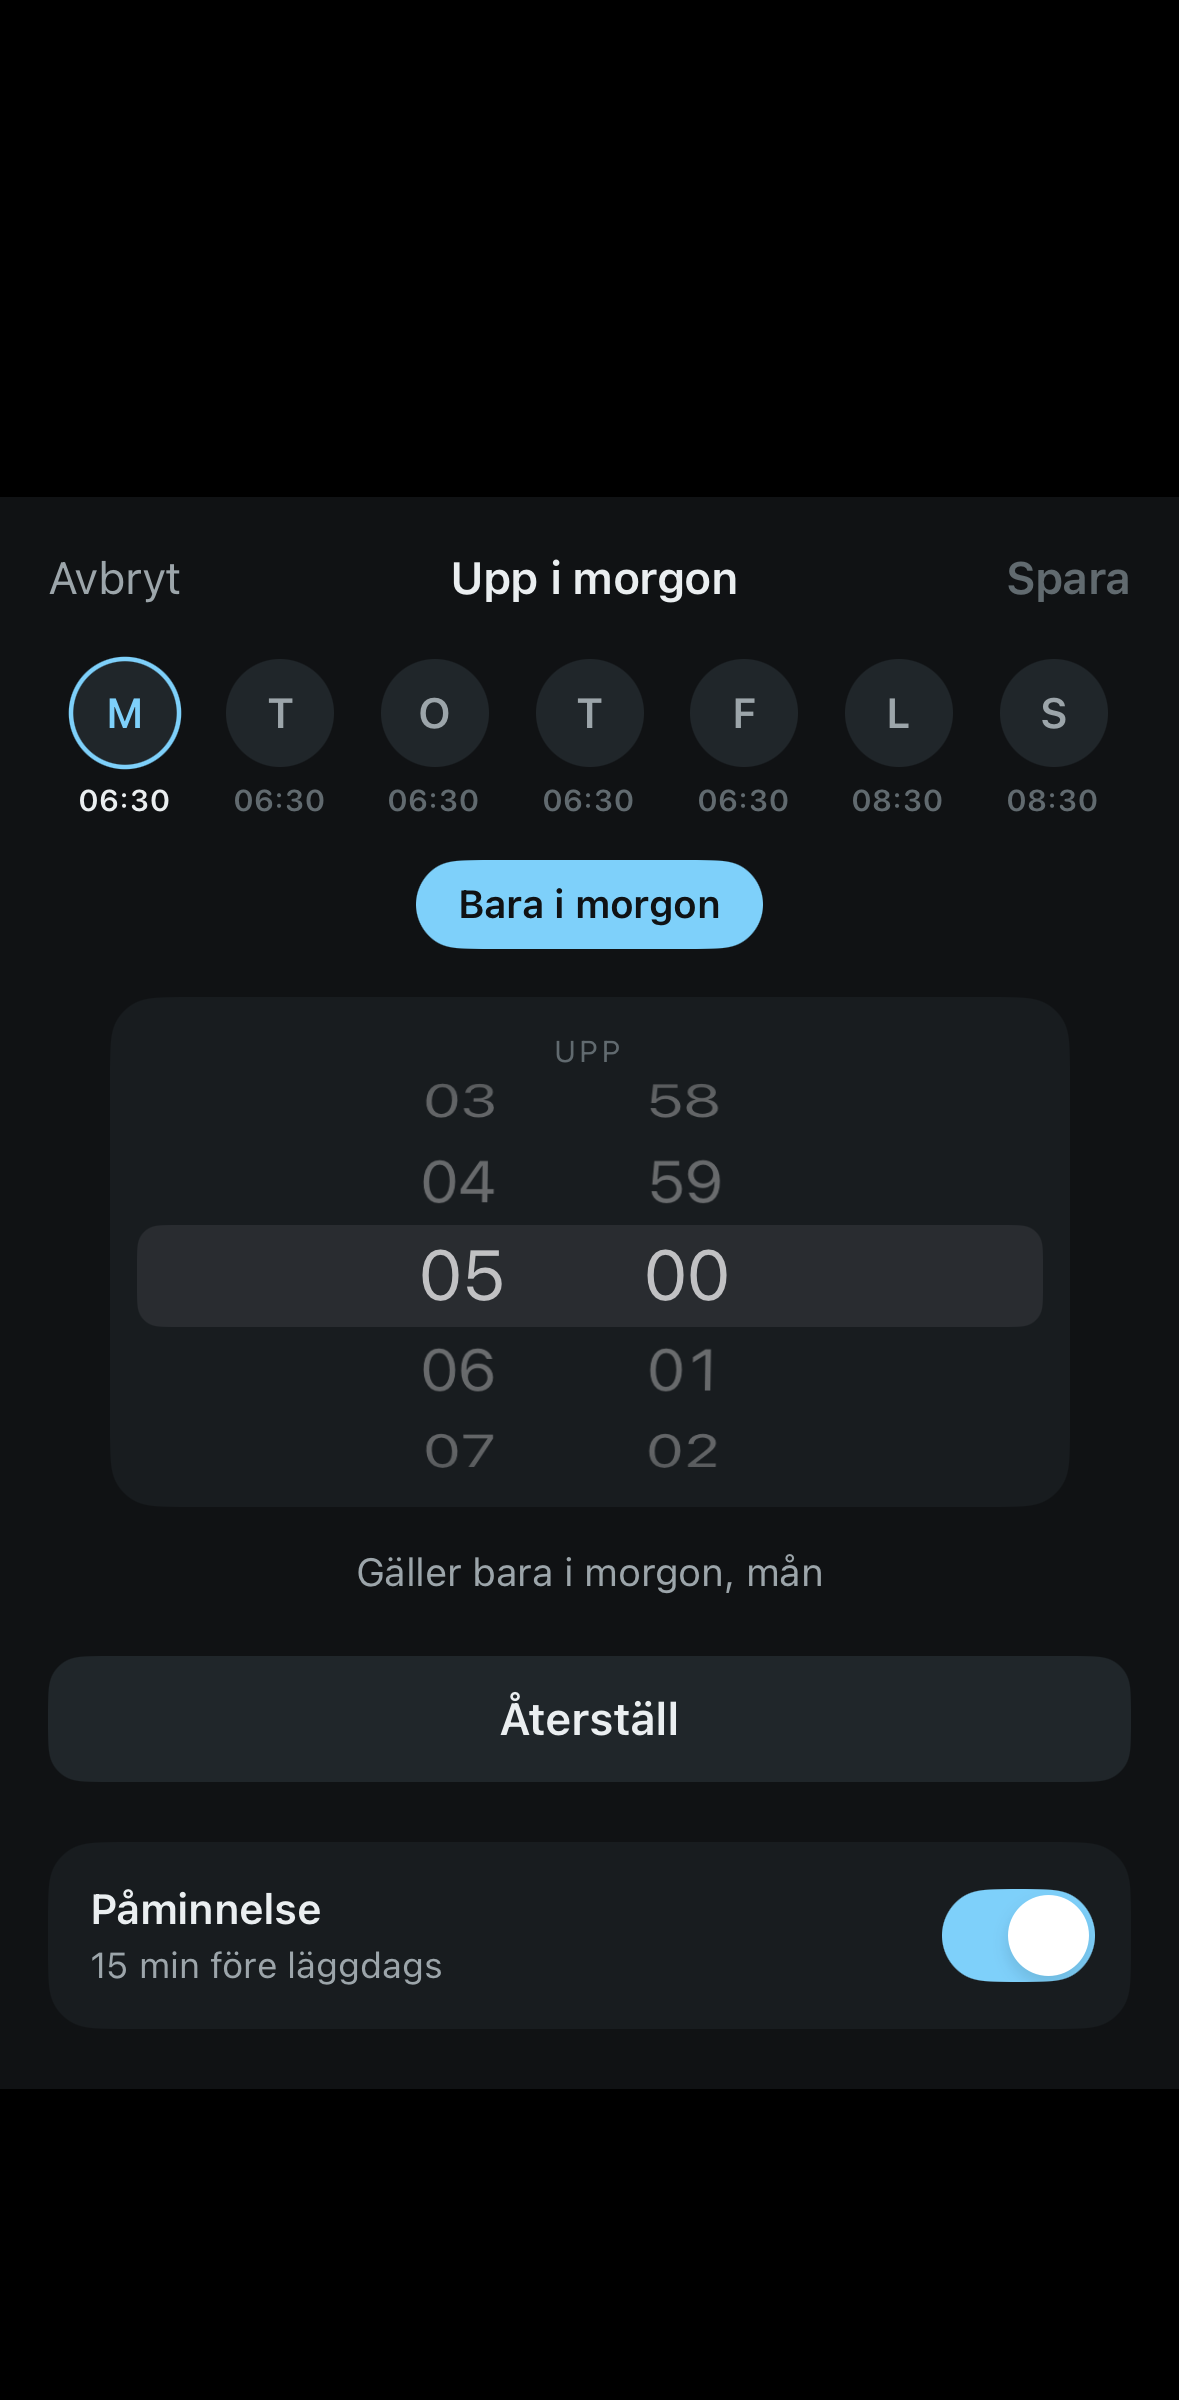 Avbryt Upp i morgon Spara
M T O T F L S
06:30 06:30 06:30 06:30 06:30 08:30 08:30
Bara i morgon
UPP
03 58
04 59
05 00
06 01
07 02
Gäller bara i morgon, mån
Återställ
Påminnelse
15 min före läggdags